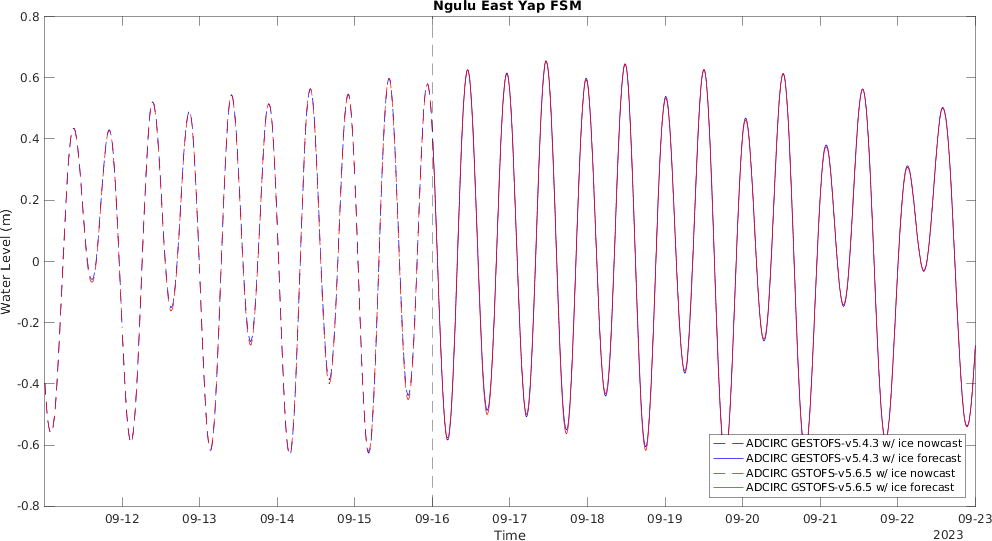 Ngulu East Yap FSM
0.8
0.6
0.4
0.2
0
-0.2
-0.4
-0.6
-0.8
Water Level (m)
ADCIRC GESTOFS-v5.4.3 w/ ice nowcast
ADCIRC GESTOFS-v5.4.3 w/ ice forecast
ADCIRC GSTOFS-v5.6.5 w/ ice nowcast
ADCIRC GSTOFS-v5.6.5 w/ ice forecast
09-12 09-13 09-14 09-15 09-16 09-17 09-18 09-19 09-20 09-21 09-22 09-23
Time
2023